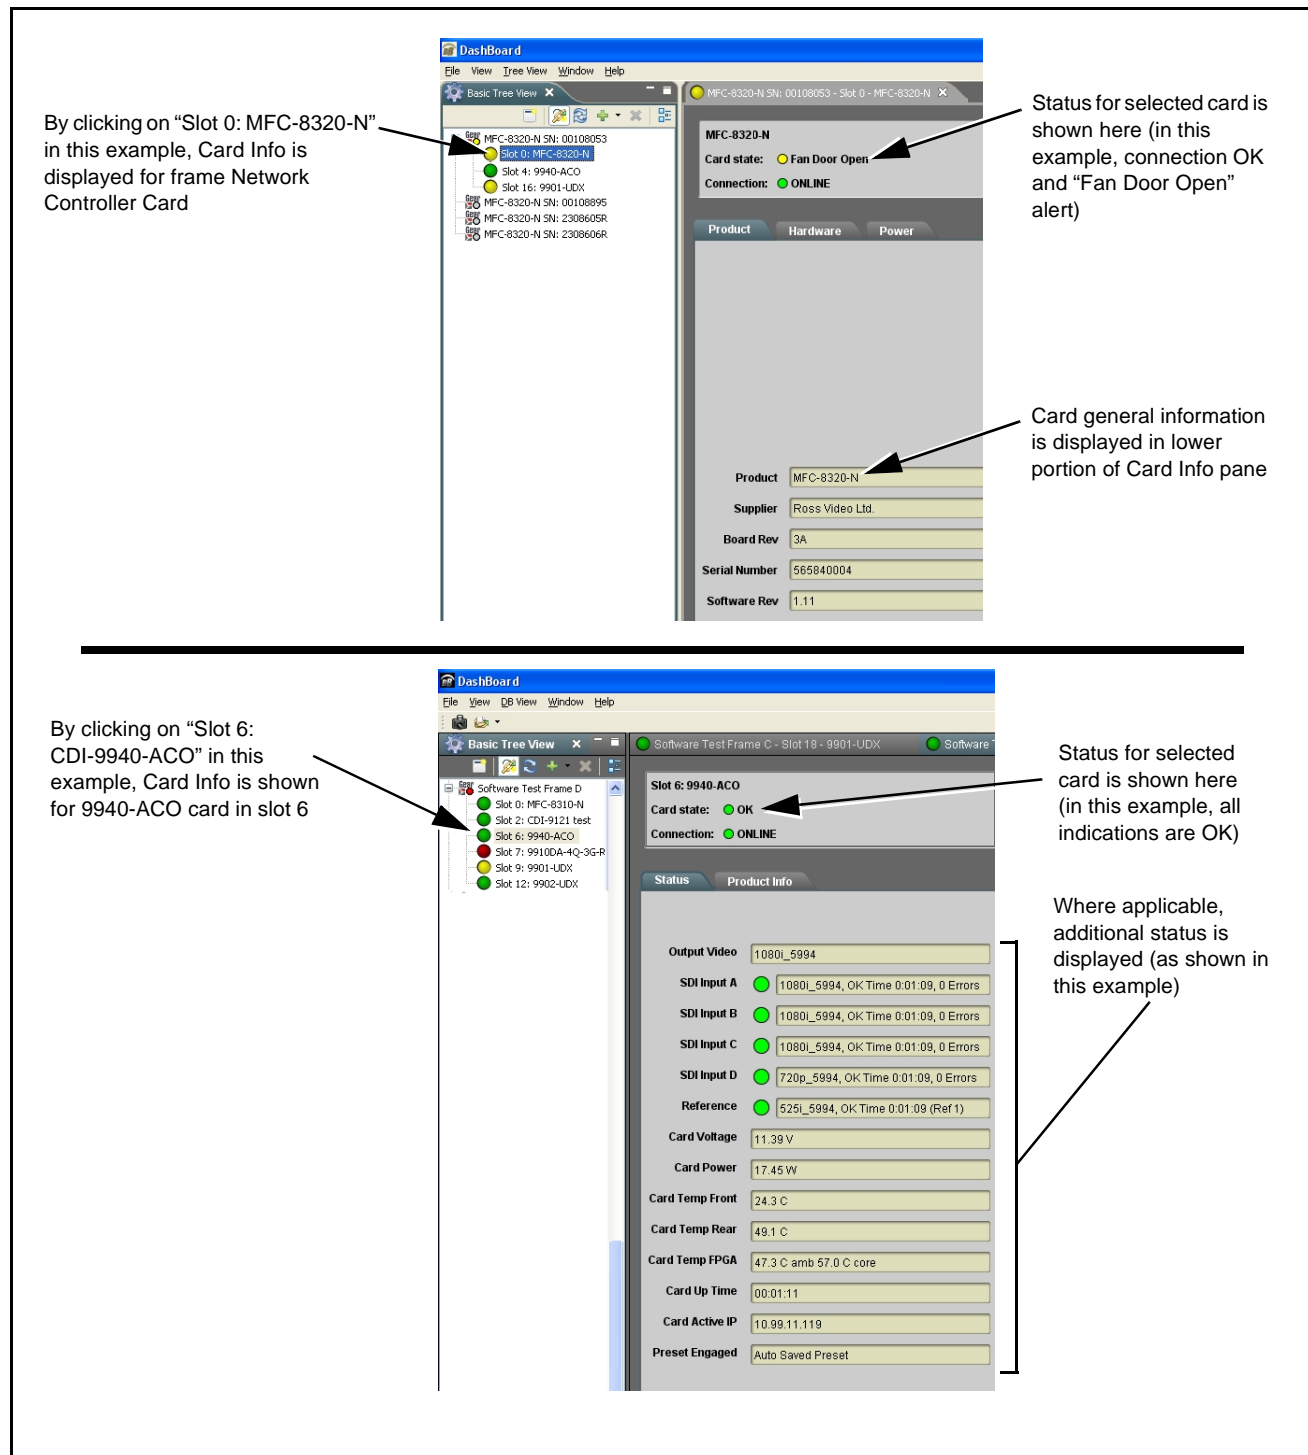 DashBoard
File View Tree View Window Help
Basic Tree View
MFC-8320-N SN: 00108053 - Slot 0 - MFC-8320-N
By clicking on “Slot 0: MFC-8320-N”
in this example, Card Info is
displayed for frame Network
Controller Card
Gear MFC-8320-N SN: 00108053
Slot 0: MFC-8320-N
Slot 4: 9940-ACO
Slot 16: 9901-UDX
Gear MFC-8320-N SN: 00108895
Gear MFC-8320-N SN: 2308605R
Gear MFC-8320-N SN: 2308606R
MFC-8320-N
Card state: Fan Door Open
Connection: ONLINE
Status for selected card is
shown here (in this
example, connection OK
and “Fan Door Open”
alert)
Product Hardware Power
Card general information
is displayed in lower
portion of Card Info pane
Product MFC-8320-N
Supplier Ross Video Ltd.
Board Rev 3A
Serial Number 565840004
Software Rev 1.11
DashBoard
File View DB View Window Help
Basic Tree View
Software Test Frame C - Slot 18 - 9901-UDX Software T
By clicking on “Slot 6:
CDI-9940-ACO” in this
example, Card Info is shown
for 9940-ACO card in slot 6
Gear Software Test Frame D
Slot 0: MFC-8310-N
Slot 2: CDI-9121 test
Slot 6: 9940-ACO
Slot 7: 9910DA-4Q-3G-R
Slot 9: 9901-UDX
Slot 12: 9902-UDX
Slot 6: 9940-ACO
Card state: OK
Connection: ONLINE
Status for selected
card is shown here
(in this example, all
indications are OK)
Status Product Info
Where applicable,
additional status is
displayed (as shown in
this example)
Output Video 1080i_5994
SDI Input A 1080i_5994, OK Time 0:01:09, 0 Errors
SDI Input B 1080i_5994, OK Time 0:01:09, 0 Errors
SDI Input C 1080i_5994, OK Time 0:01:09, 0 Errors
SDI Input D 720p_5994, OK Time 0:01:09, 0 Errors
Reference 525i_5994, OK Time 0:01:09 (Ref 1)
Card Voltage 11.39 V
Card Power 17.45 W
Card Temp Front 24.3 C
Card Temp Rear 49.1 C
Card Temp FPGA 47.3 C amb 57.0 C core
Card Up Time 00:01:11
Card Active IP 10.99.11.119
Preset Engaged Auto Saved Preset